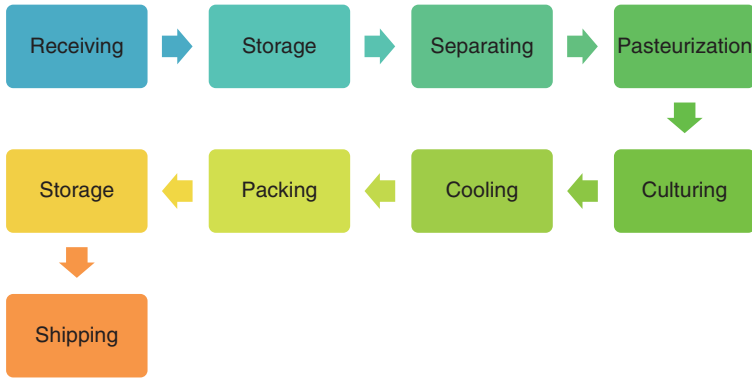 Receiving
Storage
Separating
Pasteurization
Storage
Packing
Cooling
Culturing
Shipping